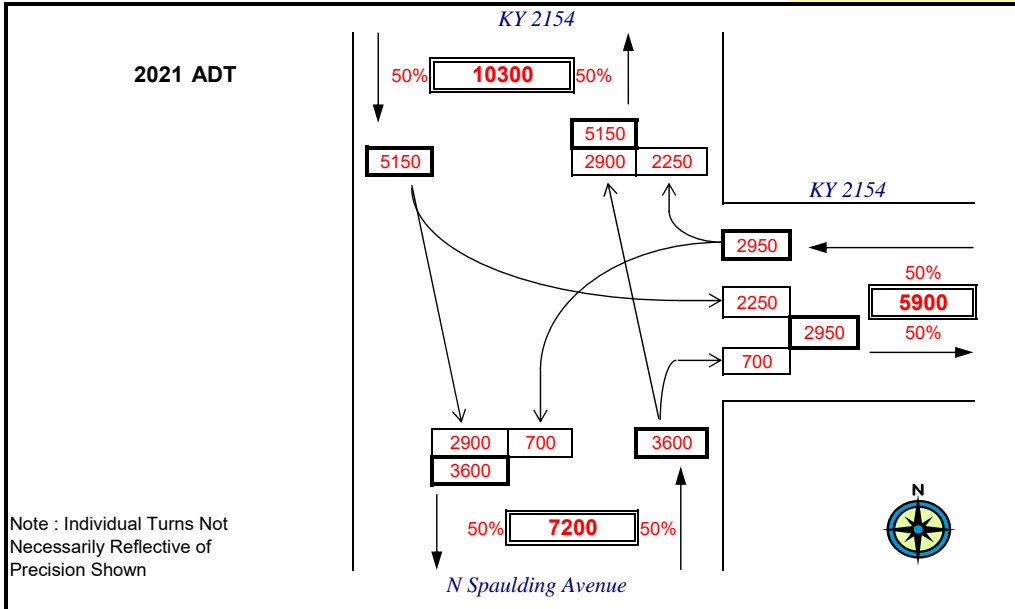 KY 2154
2021 ADT
50% 10300 50%
5150
5150
2900 2250
KY 2154
2950
50%
2250
5900
2950
50%
700
2900 700
3600
3600
N
Note : Individual Turns Not
Necessarily Reflective of
Precision Shown
50% 7200 50%
N Spaulding Avenue